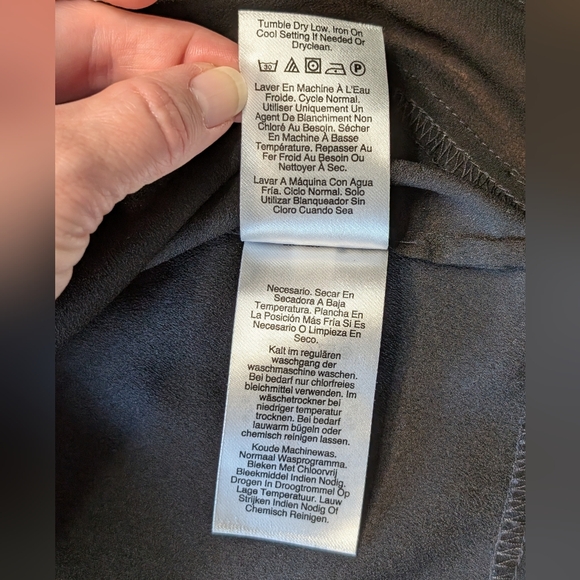 Tumble Dry Low. Iron On
Cool Setting If Needed Or
Dryclean.
30 P
Laver En Machine À L'Eau
Froide. Cycle Normal.
Utiliser Uniquement Un
Agent De Blanchiment Non
Chloré Au Besoin. Sécher
En Machine À Basse
Température. Repasser Au
Fer Froid Au Besoin Ou
Nettoyer À Sec.
Lavar A Máquina Con Agua
Fría. Ciclo Normal. Solo
Utilizar Blanqueador Sin
Cloro Cuando Sea
Necesario. Secar En
Secadora A Baja
Temperatura. Plancha En
La Posición Más Fría Si Es
Necesario O Limpieza En
Seco.
Kalt im regulären
waschgang der
waschmaschine waschen.
Bei bedarf nur chlorfreies
bleichmittel verwenden. Im
wäschetrockner bei
niedriger temperatur
trocknen. Bei bedarf
lauwarm bügeln oder
chemisch reinigen lassen.
Koude Machinewas.
Normaal Wasprogramma.
Bieken Met Chloorvrij
Bleekmiddel Indien Nodig.
Drogen In Droogtrommel Op
Lage Temperatuur. Lauw
Strijken Indien Nodig Of
Chemisch Reinigen.